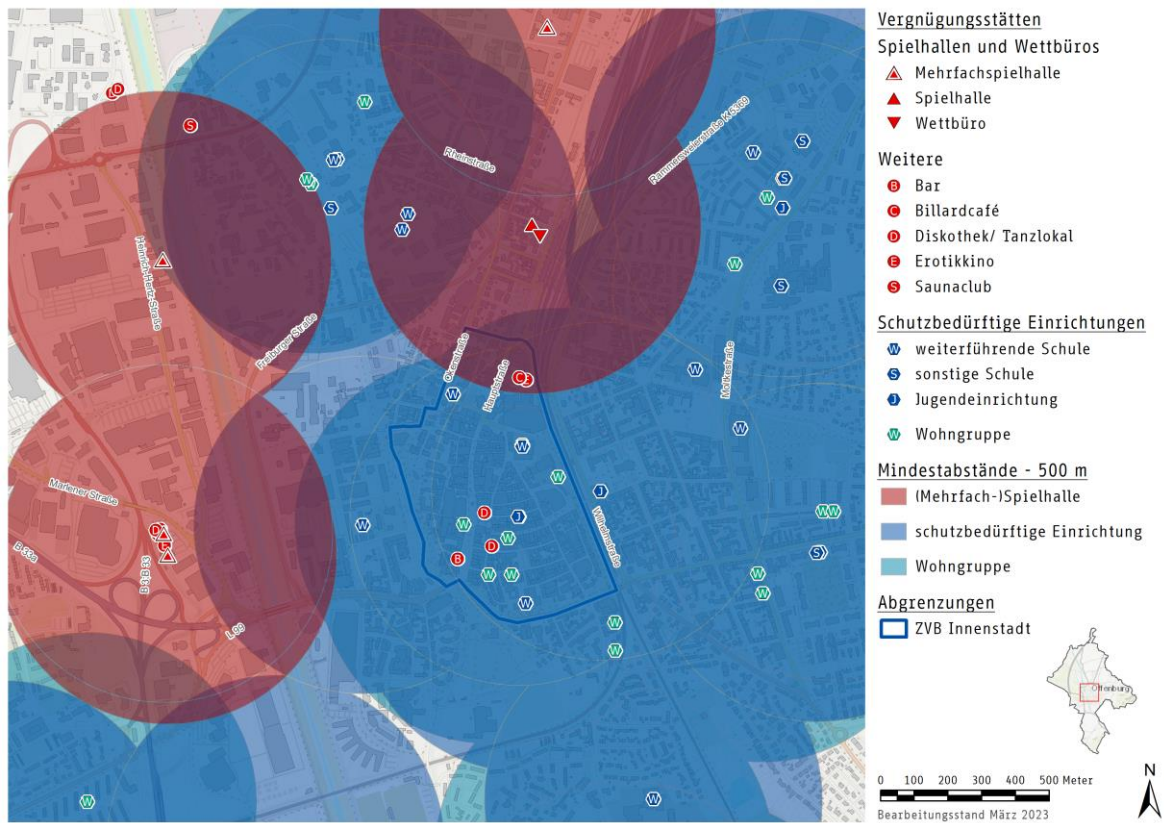 Rheinstraße
Rammersweierstraße K 5369
Heinrich-Hertz-Straße
Freiburger Straße
Okenstraße
Hauptstraße
Moltkestraße
Marlener Straße
Wilhelmstraße
B 33a
B 3;B 33
L 99
Vergnügungsstätten
Spielhallen und Wettbüros
Mehrfachspielhalle
Spielhalle
Wettbüro
Weitere
B Bar
C Billardcafé
D Diskothek/ Tanzlokal
E Erotikkino
S Saunaclub
Schutzbedürftige Einrichtungen
W weiterführende Schule
S sonstige Schule
J Jugendeinrichtung
W Wohngruppe
Mindestabstände - 500 m
(Mehrfach-)Spielhalle
schutzbedürftige Einrichtung
Wohngruppe
Abgrenzungen
ZVB Innenstadt
Offenburg
0 100 200 300 400 500 Meter
Bearbeitungsstand März 2023
N